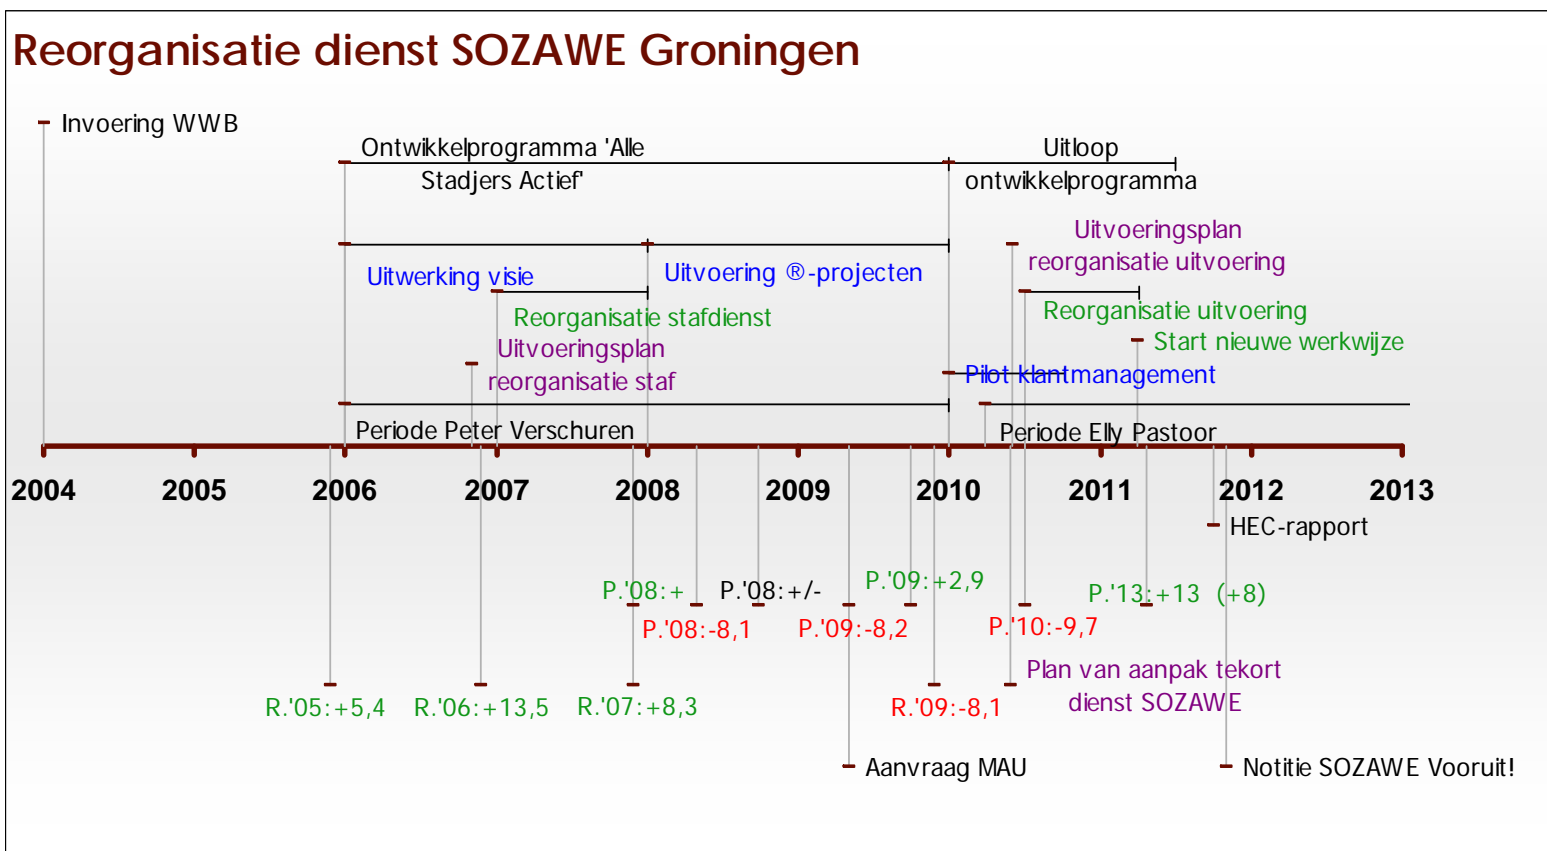 Reorganisatie dienst SOZAWE Groningen
Invoering WWB
Ontwikkelprogramma 'Alle
Stadjers Actief'
Uitloop
ontwikkelprogramma
Uitvoeringsplan
reorganisatie uitvoering
Uitwerking visie
Uitvoering ®-projecten
Reorganisatie stafdienst
Reorganisatie uitvoering
Uitvoeringsplan
reorganisatie staf
Start nieuwe werkwijze
Pilot klantmanagement
Periode Peter Verschuren
Periode Elly Pastoor
2004 2005 2006 2007 2008 2009 2010 2011 2012 2013
HEC-rapport
P.'08:+
P.'08:+/-
P.'09:+2,9
P.'13:+13 (+8)
P.'08:-8,1
P.'09:-8,2
P.'10:-9,7
Plan van aanpak tekort
dienst SOZAWE
R.'05:+5,4
R.'06:+13,5
R.'07:+8,3
R.'09:-8,1
Aanvraag MAU
Notitie SOZAWE Vooruit!